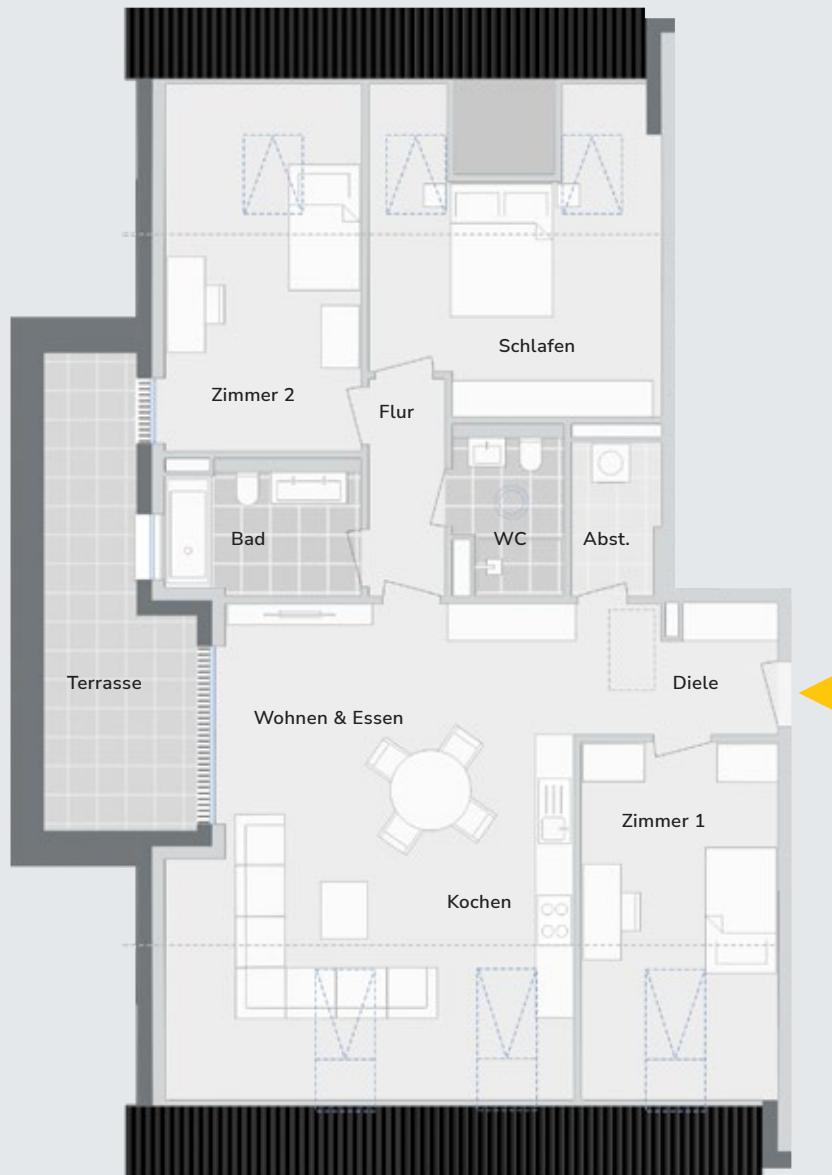 Schlafen
Zimmer 2
Flur
Bad
WC
Abst.
Terrasse
Diele
Wohnen & Essen
Zimmer 1
Kochen